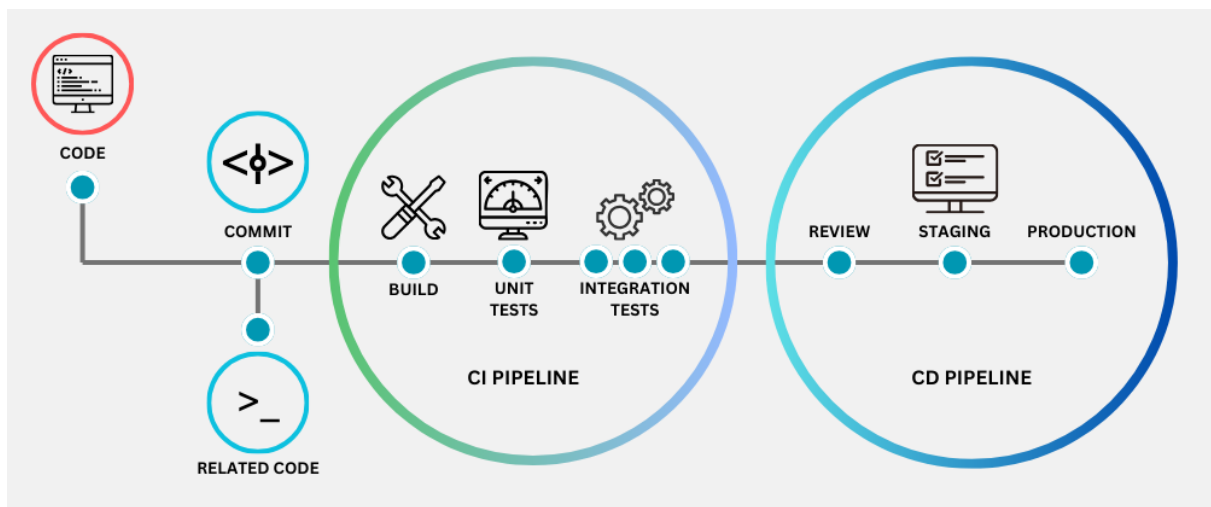 CODE
COMMIT
RELATED CODE
BUILD
UNIT
TESTS
INTEGRATION
TESTS
CI PIPELINE
REVIEW
STAGING
PRODUCTION
CD PIPELINE